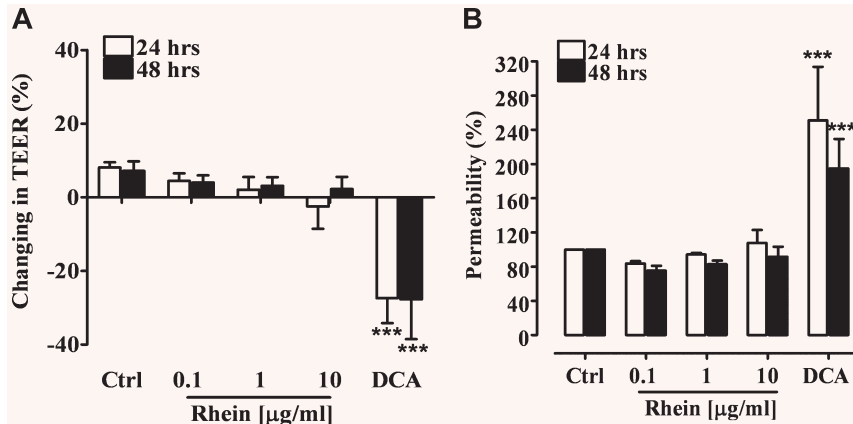 A
24 hrs
48 hrs
Changing in TEER (%)
40
20
0
-20
-40
***
***
Ctrl 0.1 1 10 DCA
Rhein [µg/ml]
B
24 hrs
48 hrs
Permeability (%)
320
280
240
200
160
120
80
40
0
***
***
Ctrl 0.1 1 10 DCA
Rhein [µg/ml]